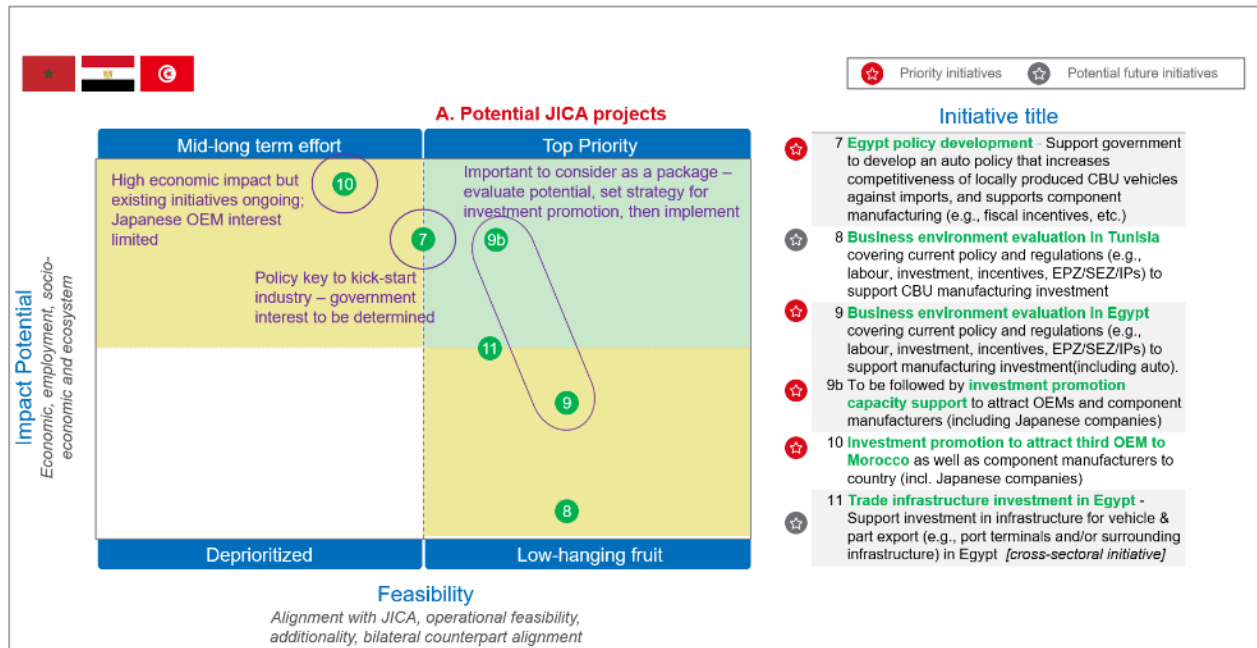 Priority initiatives
Potential future initiatives
A. Potential JICA projects
Initiative title
Mid-long term effort
Top Priority
High economic impact but
existing initiatives ongoing;
Japanese OEM interest
limited
10
Important to consider as a package –
evaluate potential, set strategy for
investment promotion, then implement
7
9b
Policy key to kick-start
industry – government
interest to be determined
11
9
8
Deprioritized
Low-hanging fruit
Impact Potential
Economic, employment, socio-
economic and ecosystem
Feasibility
Alignment with JICA, operational feasibility,
additionality, bilateral counterpart alignment
7 Egypt policy development - Support government
to develop an auto policy that increases
competitiveness of locally produced CBU vehicles
against imports, and supports component
manufacturing (e.g., fiscal incentives, etc.)
8 Business environment evaluation in Tunisia
covering current policy and regulations (e.g.,
labour, investment, incentives, EPZ/SEZ/IPs) to
support CBU manufacturing investment
9 Business environment evaluation in Egypt
covering current policy and regulations (e.g.,
labour, investment, incentives, EPZ/SEZ/IPs) to
support manufacturing investment(including auto).
9b To be followed by investment promotion
capacity support to attract OEMs and component
manufacturers (including Japanese companies)
10 Investment promotion to attract third OEM to
Morocco as well as component manufacturers to
country (incl. Japanese companies)
11 Trade infrastructure investment in Egypt -
Support investment in infrastructure for vehicle &
part export (e.g., port terminals and/or surrounding
infrastructure) in Egypt [cross-sectoral initiative]